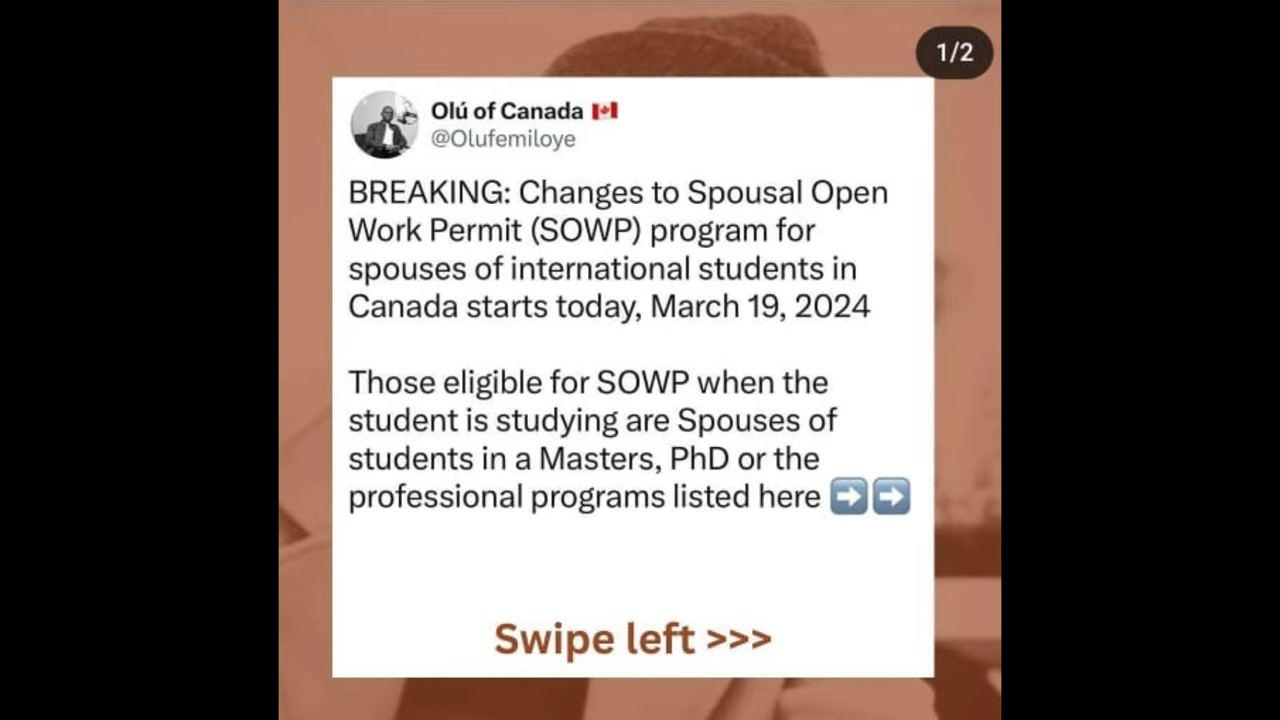 1/2
Olú of Canada 🇨🇦
@Olufemiloye
BREAKING: Changes to Spousal Open
Work Permit (SOWP) program for
spouses of international students in
Canada starts today, March 19, 2024
Those eligible for SOWP when the
student is studying are Spouses of
students in a Masters, PhD or the
professional programs listed here ➡️➡️
Swipe left >>>